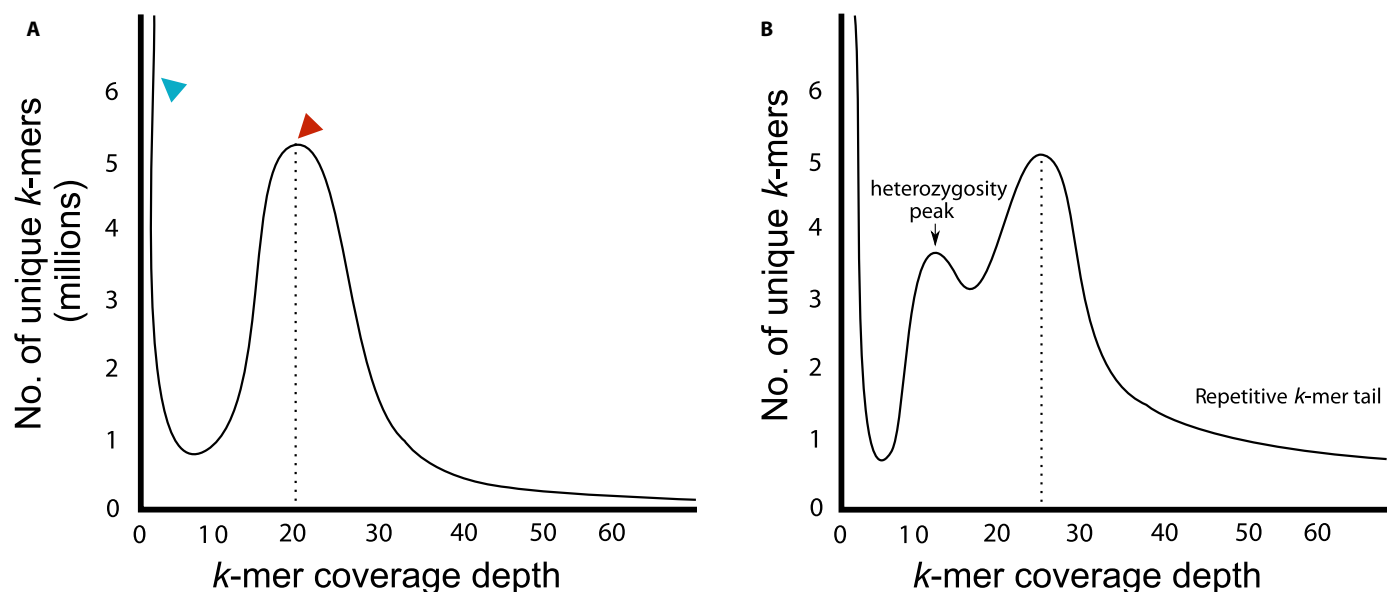 A
No. of unique k-mers
(millions)
6
5
4
3
2
1
0
0 10 20 30 40 50 60
k-mer coverage depth
B
No. of unique k-mers
6
5
4
3
2
1
0
heterozygosity
peak
Repetitive k-mer tail
0 10 20 30 40 50 60
k-mer coverage depth